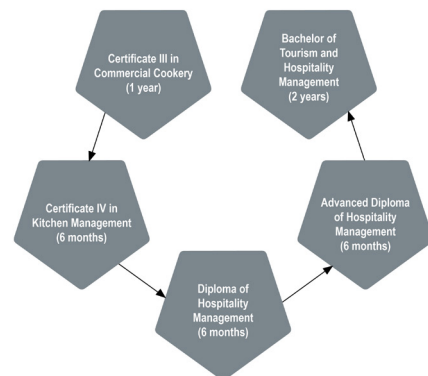 Certificate III in
Commercial Cookery
(1 year)
Certificate IV in
Kitchen Management
(6 months)
Diploma of
Hospitality
Management
(6 months)
Advanced Diploma
of Hospitality
Management
(6 months)
Bachelor of
Tourism and
Hospitality
Management
(2 years)